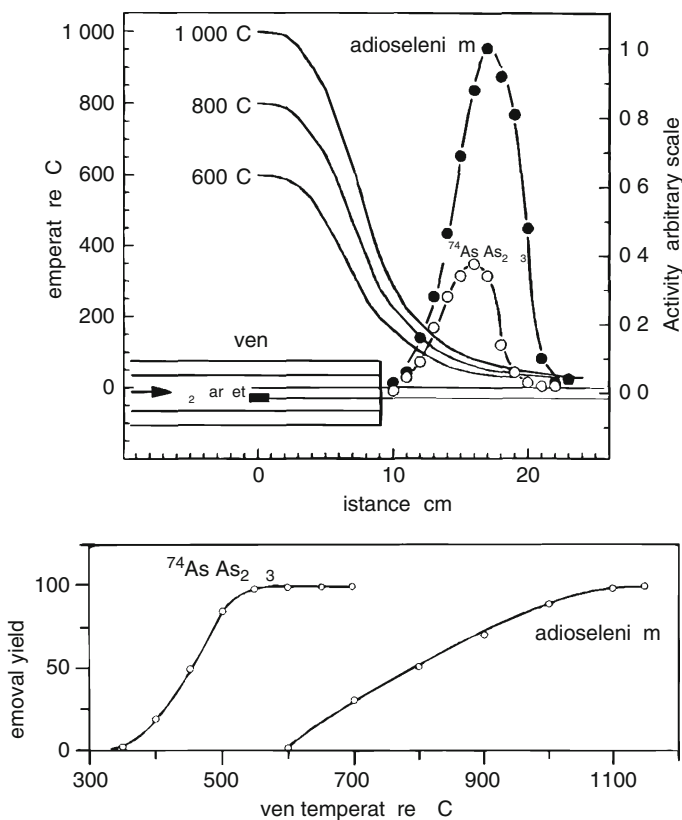 1 000 C
800 C
600 C
adioseleni m
⁷⁴As As₂ ₃
ven
₂ ar et
1 000
800
600
400
200
0
emperat re C
1 0
0 8
0 6
0 4
0 2
0 0
Activity arbitrary scale
0 10 20
istance cm
⁷⁴As As₂ ₃
adioseleni m
100
50
0
emoval yield
300 500 700 900 1100
ven temperat re C